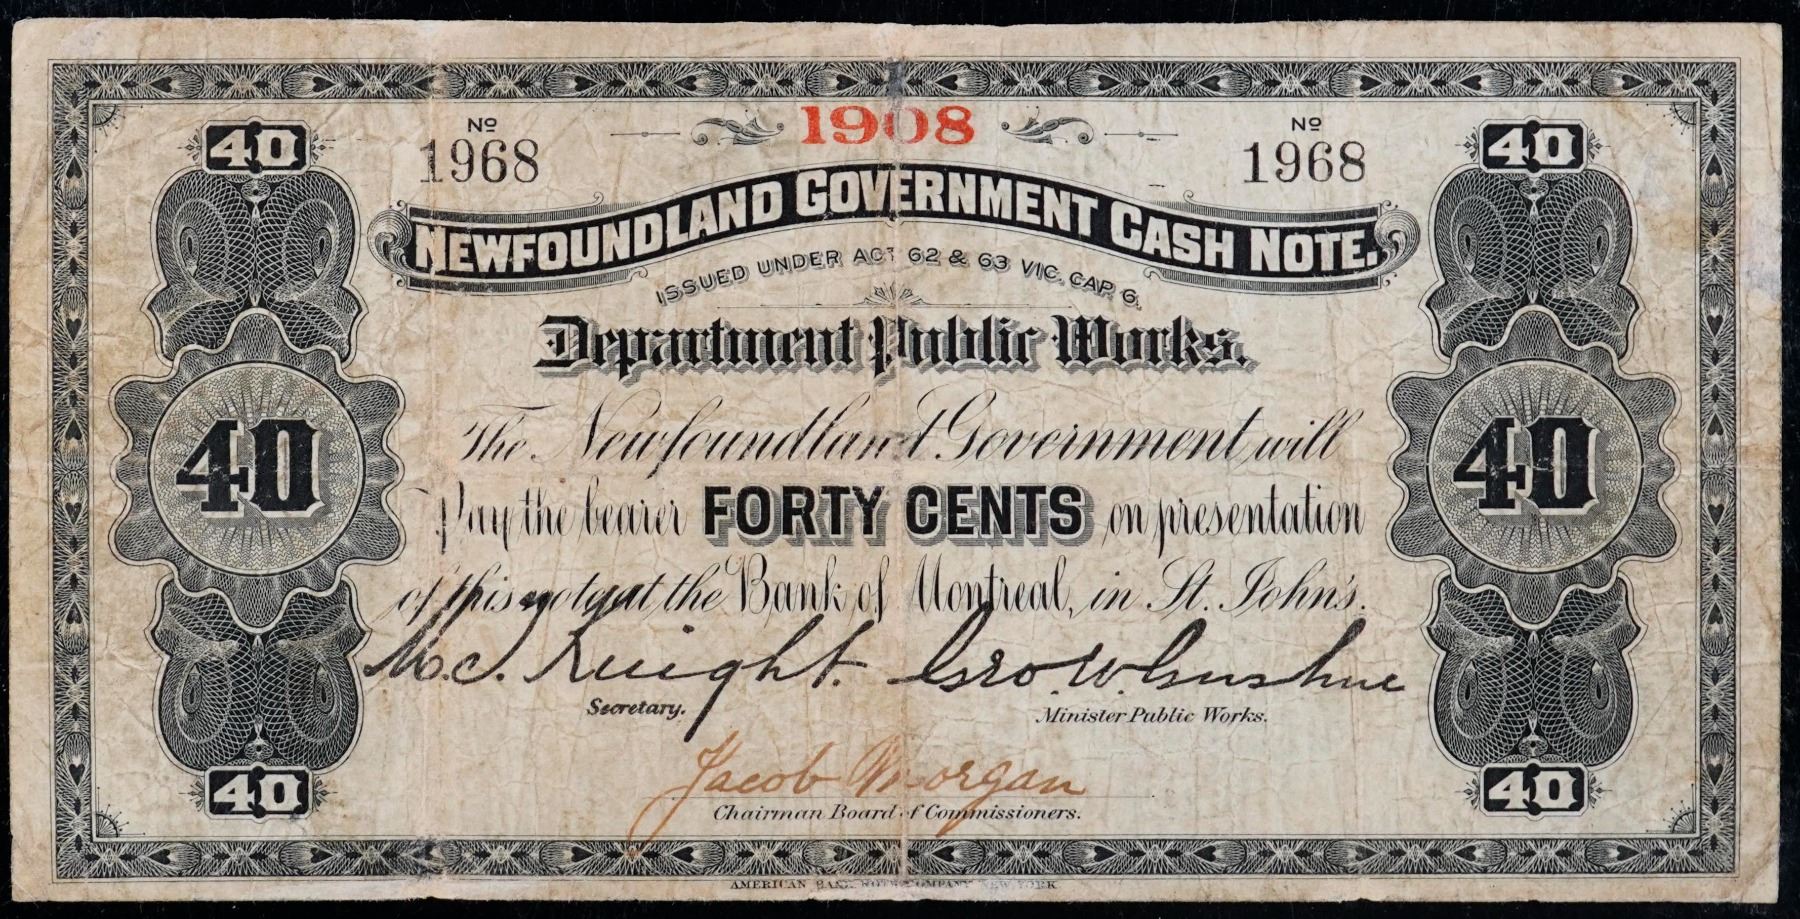 1908
40 Nº Nº 40
1968 1968
NEWFOUNDLAND GOVERNMENT CASH NOTE.
ISSUED UNDER ACT 62 & 63 VIC. CAP. 6.
Department Public Works.
The Newfoundland Government will
40 Pay the bearer FORTY CENTS on presentation 40
of this note at the Bank of Montreal, in St. John's.
Geo. W. Gushue
Secretary. Minister Public Works.
Jacob Morgan
40 Chairman Board of Commissioners. 40
AMERICAN BANK NOTE COMPANY NEW YORK